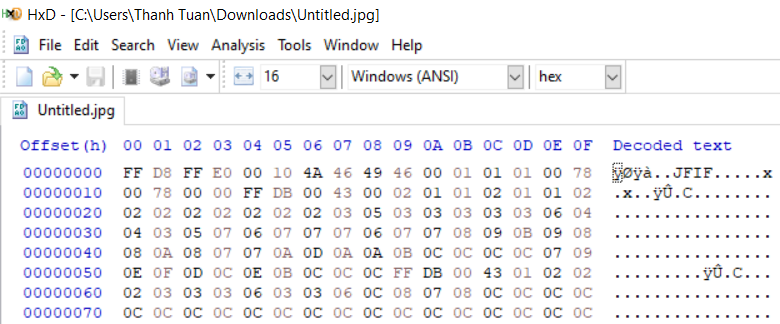 HxD - [C:\Users\Thanh Tuan\Downloads\Untitled.jpg]
File Edit Search View Analysis Tools Window Help
16 Windows (ANSI) hex
Untitled.jpg
Offset(h) 00 01 02 03 04 05 06 07 08 09 0A 0B 0C 0D 0E 0F Decoded text
00000000 FF D8 FF E0 00 10 4A 46 49 46 00 01 01 01 00 78 ÿØÿà..JFIF.....x
00000010 00 78 00 00 FF DB 00 43 00 02 01 01 02 01 01 02 .x..ÿÛ.C........
00000020 02 02 02 02 02 02 02 03 05 03 03 03 03 03 06 04 ................
00000030 04 03 05 07 06 07 07 07 06 07 07 08 09 0B 09 08 ................
00000040 08 0A 08 07 07 0A 0D 0A 0A 0B 0C 0C 0C 0C 07 09 ................
00000050 0E 0F 0D 0C 0E 0B 0C 0C 0C FF DB 00 43 01 02 02 .........ÿÛ.C...
00000060 02 03 03 03 06 03 03 06 0C 08 07 08 0C 0C 0C 0C ................
00000070 0C 0C 0C 0C 0C 0C 0C 0C 0C 0C 0C 0C 0C 0C 0C 0C ................